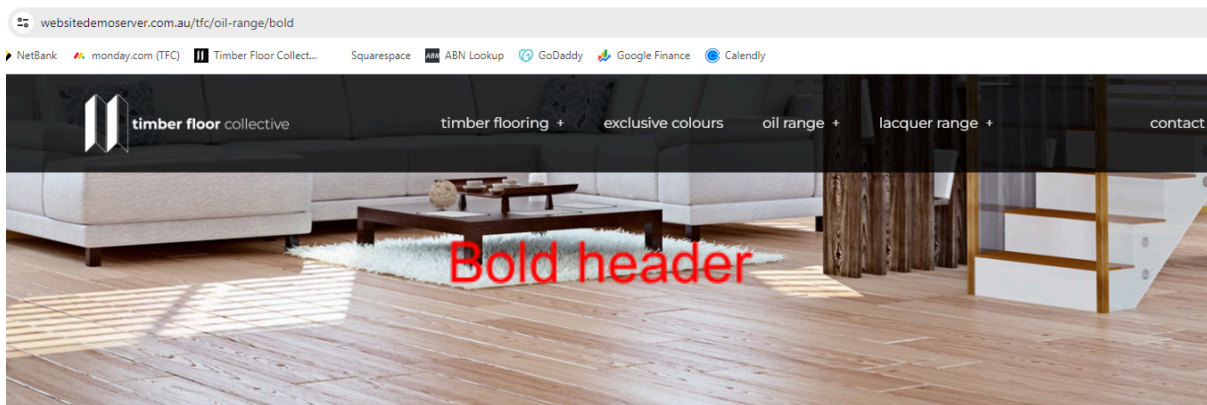 websitedemoserver.com.au/tfc/oil-range/bold
NetBank monday.com (TFC) Timber Floor Collect... Squarespace ABN ABN Lookup GoDaddy Google Finance Calendly
timber floor collective timber flooring + exclusive colours oil range + lacquer range + contact
Bold header